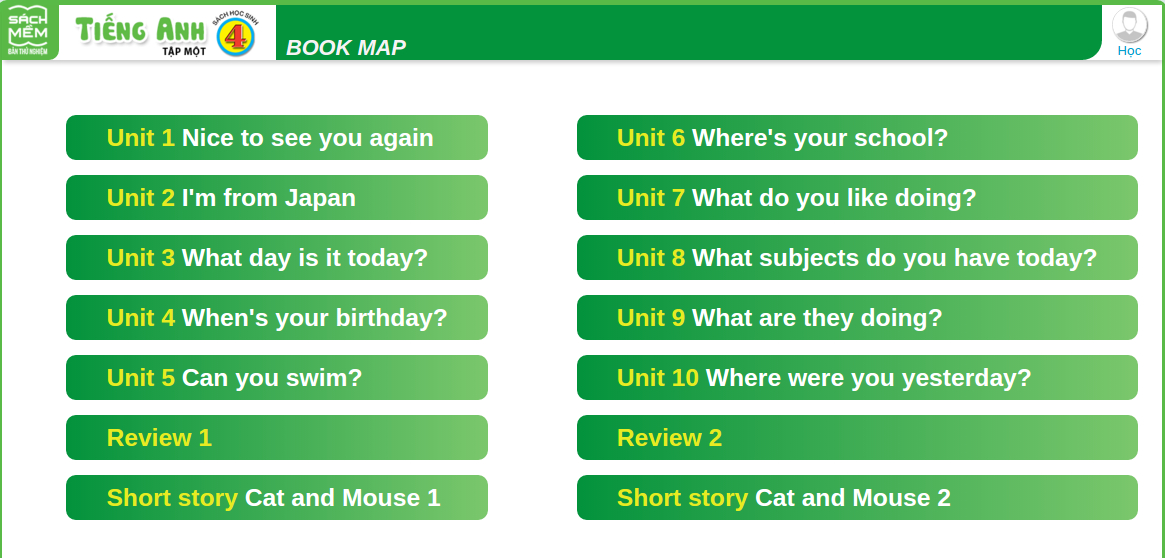 SÁCH
MỀM
BẢN THỬ NGHIỆM
TIẾNG ANH
TẬP MỘT
SÁCH HỌC SINH
4
BOOK MAP
Học
Unit 1 Nice to see you again
Unit 2 I'm from Japan
Unit 3 What day is it today?
Unit 4 When's your birthday?
Unit 5 Can you swim?
Review 1
Short story Cat and Mouse 1
Unit 6 Where's your school?
Unit 7 What do you like doing?
Unit 8 What subjects do you have today?
Unit 9 What are they doing?
Unit 10 Where were you yesterday?
Review 2
Short story Cat and Mouse 2